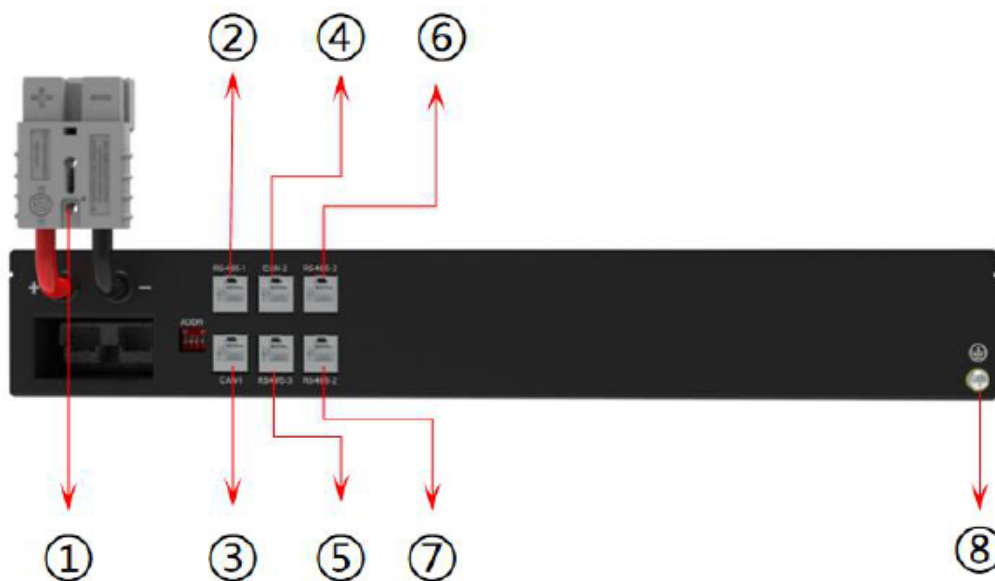 ② ④ ⑥
+ −
RS485-1 CAN-2 RS485-2
+ −
ADDR
CAN-1 RS485-3 RS485-2
① ③ ⑤ ⑦ ⑧